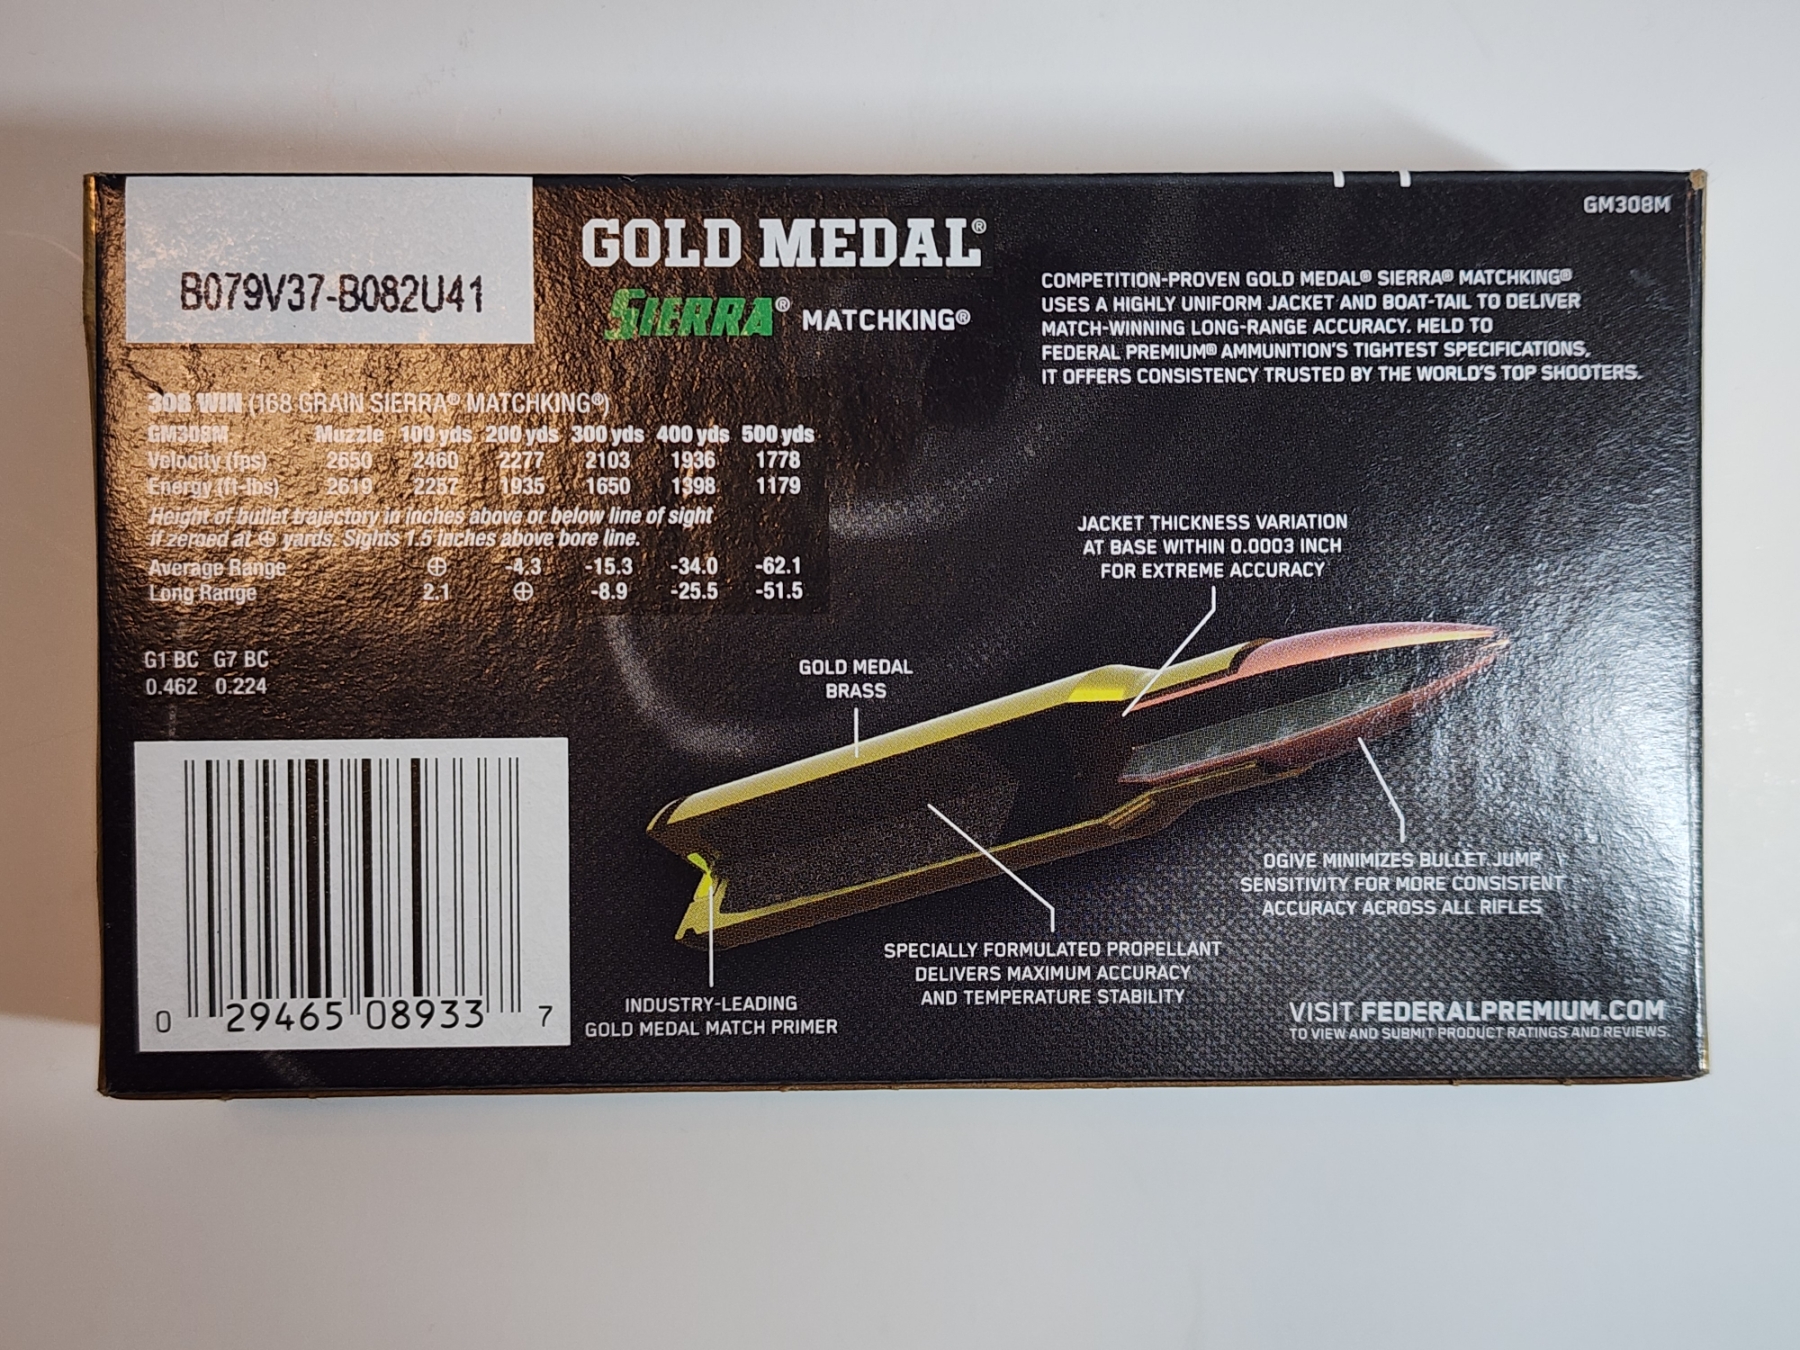 GM308M
B079V37-B082U41
GOLD MEDAL®
SIERRA® MATCHKING®
COMPETITION-PROVEN GOLD MEDAL® SIERRA® MATCHKING®
USES A HIGHLY UNIFORM JACKET AND BOAT-TAIL TO DELIVER
MATCH-WINNING LONG-RANGE ACCURACY. HELD TO
FEDERAL PREMIUM® AMMUNITION'S TIGHTEST SPECIFICATIONS,
IT OFFERS CONSISTENCY TRUSTED BY THE WORLD'S TOP SHOOTERS.
308 WIN (168 GRAIN SIERRA® MATCHKING®)
GM308M Muzzle 100 yds 200 yds 300 yds 400 yds 500 yds
Velocity (fps) 2650 2460 2277 2103 1936 1778
Energy (ft-lbs) 2619 2257 1935 1650 1398 1179
Height of bullet trajectory in inches above or below line of sight
if zeroed at ⊕ yards. Sights 1.5 inches above bore line.
Average Range ⊕ -4.3 -15.3 -34.0 -62.1
Long Range 2.1 ⊕ -8.9 -25.5 -51.5
G1 BC G7 BC
0.462 0.224
JACKET THICKNESS VARIATION
AT BASE WITHIN 0.0003 INCH
FOR EXTREME ACCURACY
GOLD MEDAL
BRASS
OGIVE MINIMIZES BULLET JUMP
SENSITIVITY FOR MORE CONSISTENT
ACCURACY ACROSS ALL RIFLES
SPECIALLY FORMULATED PROPELLANT
DELIVERS MAXIMUM ACCURACY
AND TEMPERATURE STABILITY
INDUSTRY-LEADING
GOLD MEDAL MATCH PRIMER
0 29465 08933 7
VISIT FEDERALPREMIUM.COM
TO VIEW AND SUBMIT PRODUCT RATINGS AND REVIEWS.